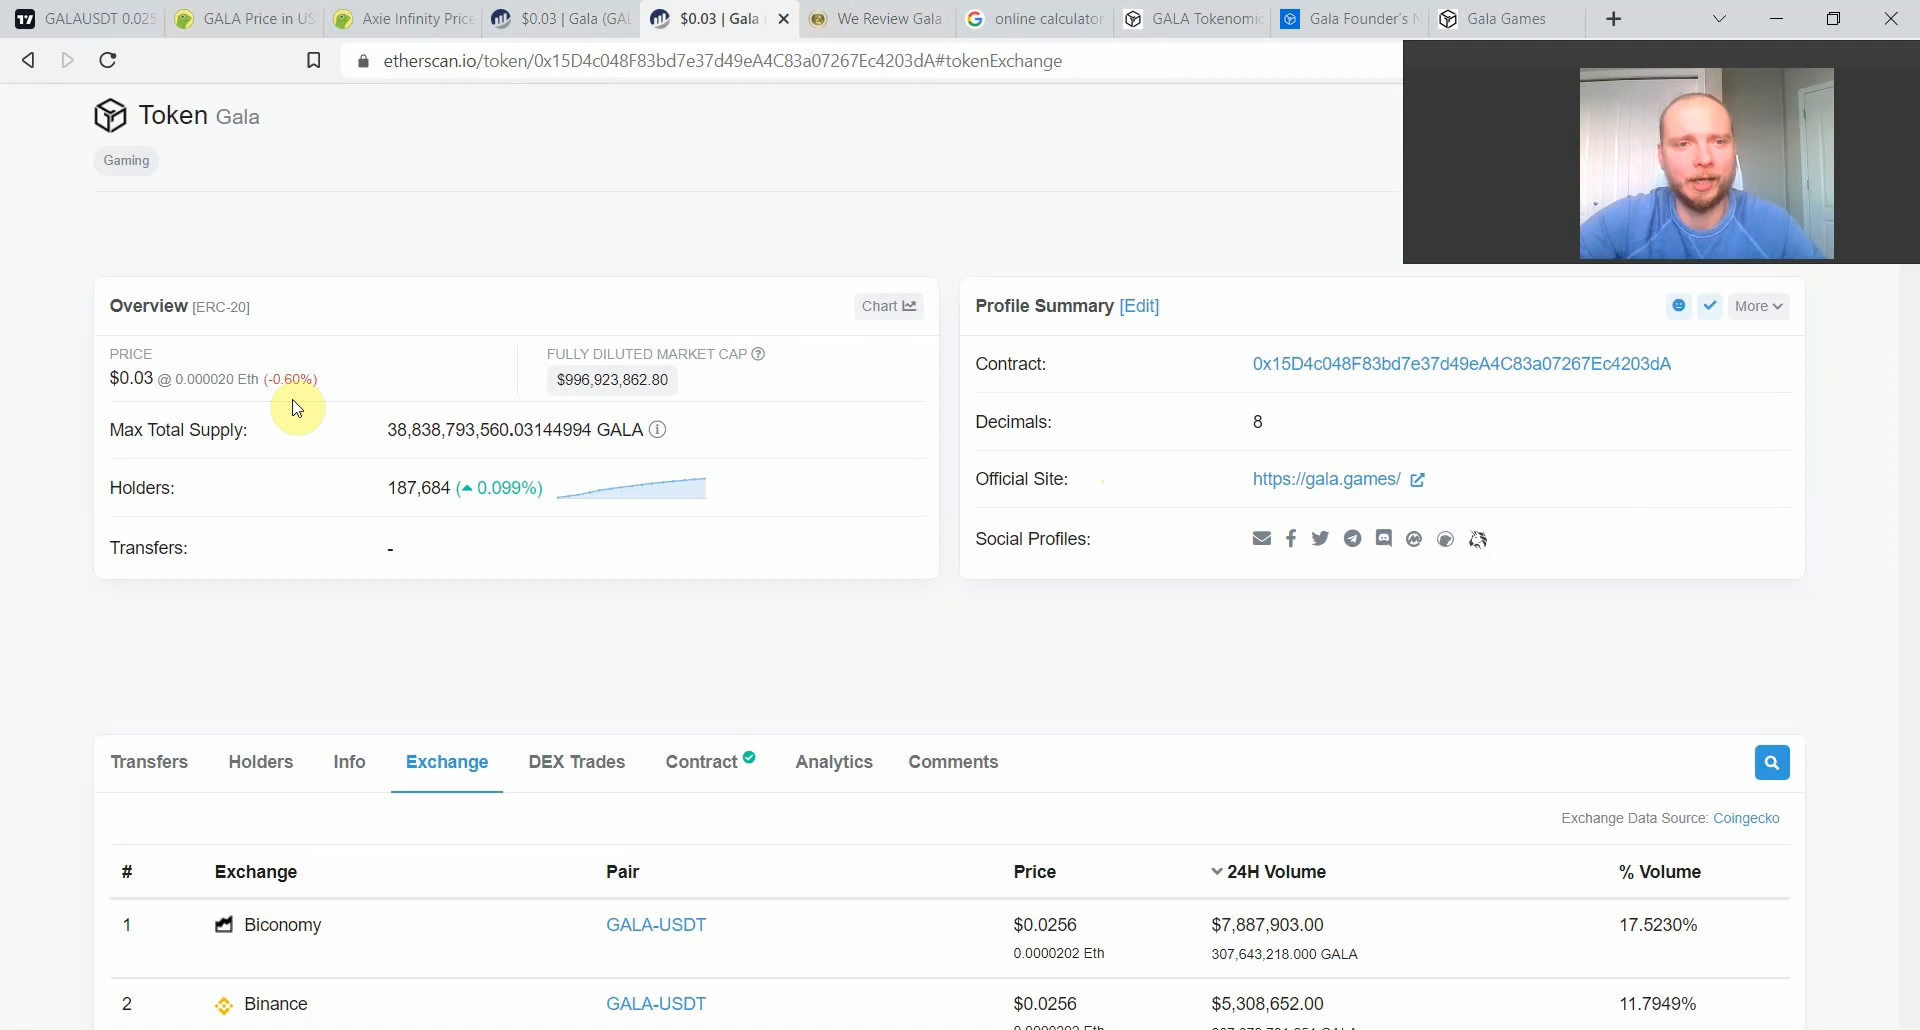 GALAUSDT 0.025
GALA Price in US
Axie Infinity Price
$0.03 | Gala (GAL
$0.03 | Gala
We Review Gala
online calculator
GALA Tokenomic
Gala Founder's N
Gala Games
etherscan.io/token/0x15D4c048F83bd7e37d49eA4C83a07267Ec4203dA#tokenExchange
Token Gala
Gaming
Overview [ERC-20]
Chart
PRICE
$0.03 @ 0.000020 Eth (-0.60%)
FULLY DILUTED MARKET CAP
$996,923,862.80
Max Total Supply: 38,838,793,560.03144994 GALA
Holders: 187,684 (0.099%)
Transfers: -
Profile Summary [Edit]
More
Contract: 0x15D4c048F83bd7e37d49eA4C83a07267Ec4203dA
Decimals: 8
Official Site: https://gala.games/
Social Profiles:
Transfers Holders Info Exchange DEX Trades Contract Analytics Comments
Exchange Data Source: Coingecko
# Exchange Pair Price 24H Volume % Volume
1 Biconomy GALA-USDT $0.0256 $7,887,903.00 17.5230%
0.0000202 Eth 307,643,218.000 GALA
2 Binance GALA-USDT $0.0256 $5,308,652.00 11.7949%